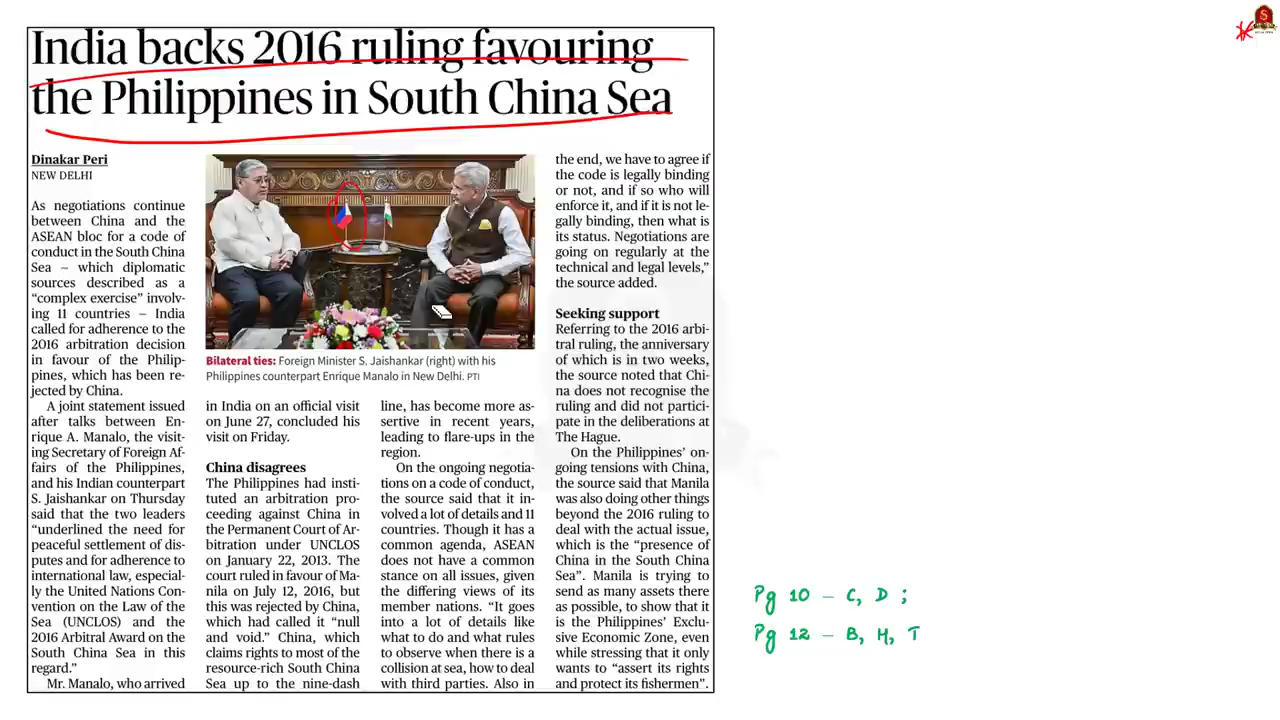 India backs 2016 ruling favouring
the Philippines in South China Sea
Dinakar Peri
NEW DELHI
As negotiations continue
between China and the
ASEAN bloc for a code of
conduct in the South China
Sea – which diplomatic
sources described as a
“complex exercise” involv-
ing 11 countries – India
called for adherence to the
2016 arbitration decision
in favour of the Philip-
pines, which has been re-
jected by China.
A joint statement issued
after talks between En-
rique A. Manalo, the visit-
ing Secretary of Foreign Af-
fairs of the Philippines,
and his Indian counterpart
S. Jaishankar on Thursday
said that the two leaders
“underlined the need for
peaceful settlement of dis-
putes and for adherence to
international law, especial-
ly the United Nations Con-
vention on the Law of the
Sea (UNCLOS) and the
2016 Arbitral Award on the
South China Sea in this
regard.”
Mr. Manalo, who arrived
Bilateral ties: Foreign Minister S. Jaishankar (right) with his
Philippines counterpart Enrique Manalo in New Delhi. PTI
in India on an official visit
on June 27, concluded his
visit on Friday.
China disagrees
The Philippines had insti-
tuted an arbitration pro-
ceeding against China in
the Permanent Court of Ar-
bitration under UNCLOS
on January 22, 2013. The
court ruled in favour of Ma-
nila on July 12, 2016, but
this was rejected by China,
which had called it “null
and void.” China, which
claims rights to most of the
resource-rich South China
Sea up to the nine-dash
line, has become more as-
sertive in recent years,
leading to flare-ups in the
region.
On the ongoing negotia-
tions on a code of conduct,
the source said that it in-
volved a lot of details and 11
countries. Though it has a
common agenda, ASEAN
does not have a common
stance on all issues, given
the differing views of its
member nations. “It goes
into a lot of details like
what to do and what rules
to observe when there is a
collision at sea, how to deal
with third parties. Also in
the end, we have to agree if
the code is legally binding
or not, and if so who will
enforce it, and if it is not le-
gally binding, then what is
its status. Negotiations are
going on regularly at the
technical and legal levels,”
the source added.
Seeking support
Referring to the 2016 arbi-
tral ruling, the anniversary
of which is in two weeks,
the source noted that Chi-
na does not recognise the
ruling and did not partici-
pate in the deliberations at
The Hague.
On the Philippines’ on-
going tensions with China,
the source said that Manila
was also doing other things
beyond the 2016 ruling to
deal with the actual issue,
which is the “presence of
China in the South China
Sea”. Manila is trying to
send as many assets there
as possible, to show that it
is the Philippines’ Exclu-
sive Economic Zone, even
while stressing that it only
wants to “assert its rights
and protect its fishermen”.
Pg 10 – C, D ;
Pg 12 – B, H, T